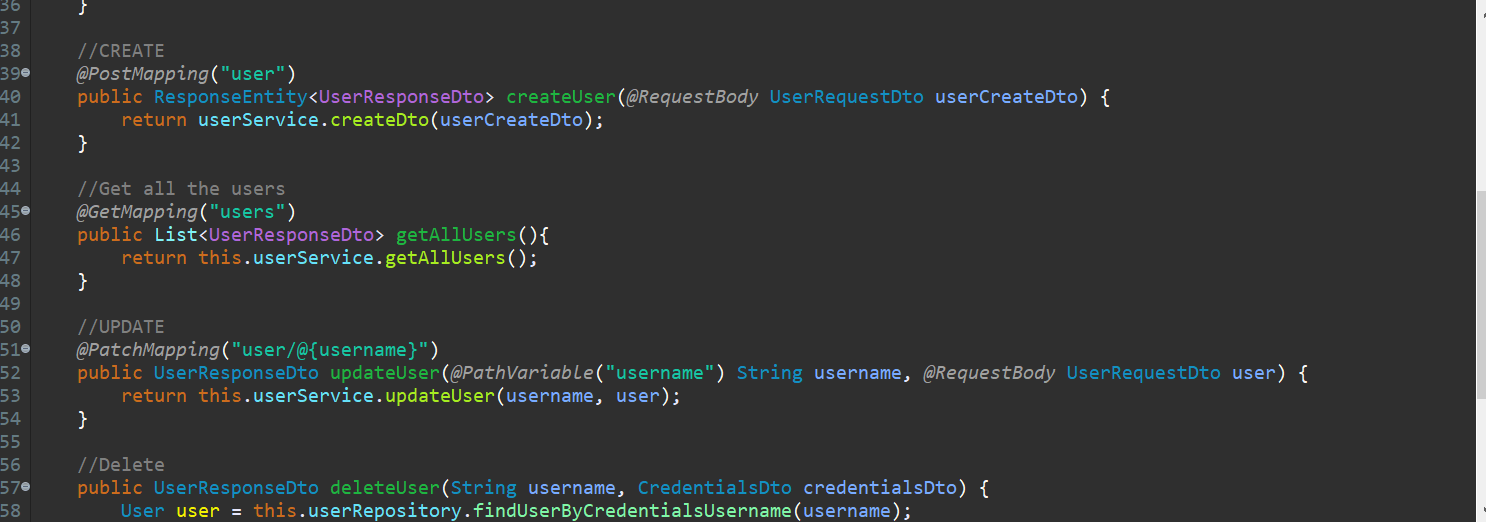 36 }
37
38 //CREATE
39 @PostMapping("user")
40 public ResponseEntity<UserResponseDto> createUser(@RequestBody UserRequestDto userCreateDto) {
41 return userService.createDto(userCreateDto);
42 }
43
44 //Get all the users
45 @GetMapping("users")
46 public List<UserResponseDto> getAllUsers(){
47 return this.userService.getAllUsers();
48 }
49
50 //UPDATE
51 @PatchMapping("user/@{username}")
52 public UserResponseDto updateUser(@PathVariable("username") String username, @RequestBody UserRequestDto user) {
53 return this.userService.updateUser(username, user);
54 }
55
56 //Delete
57 public UserResponseDto deleteUser(String username, CredentialsDto credentialsDto) {
58 User user = this.userRepository.findUserByCredentialsUsername(username);